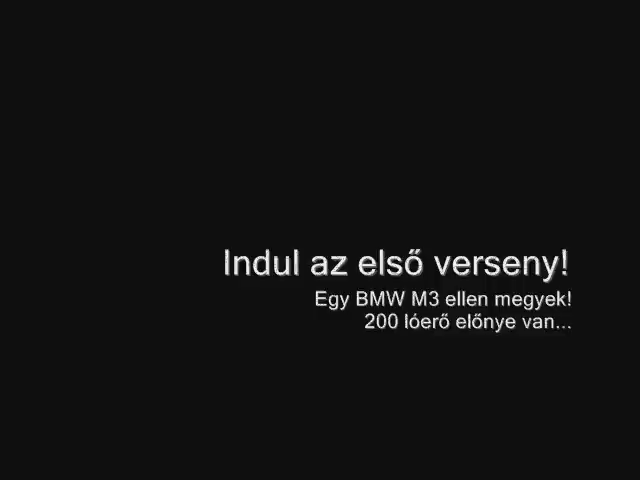 Indul az első verseny!
Egy BMW M3 ellen megyek!
200 lóerő előnye van...